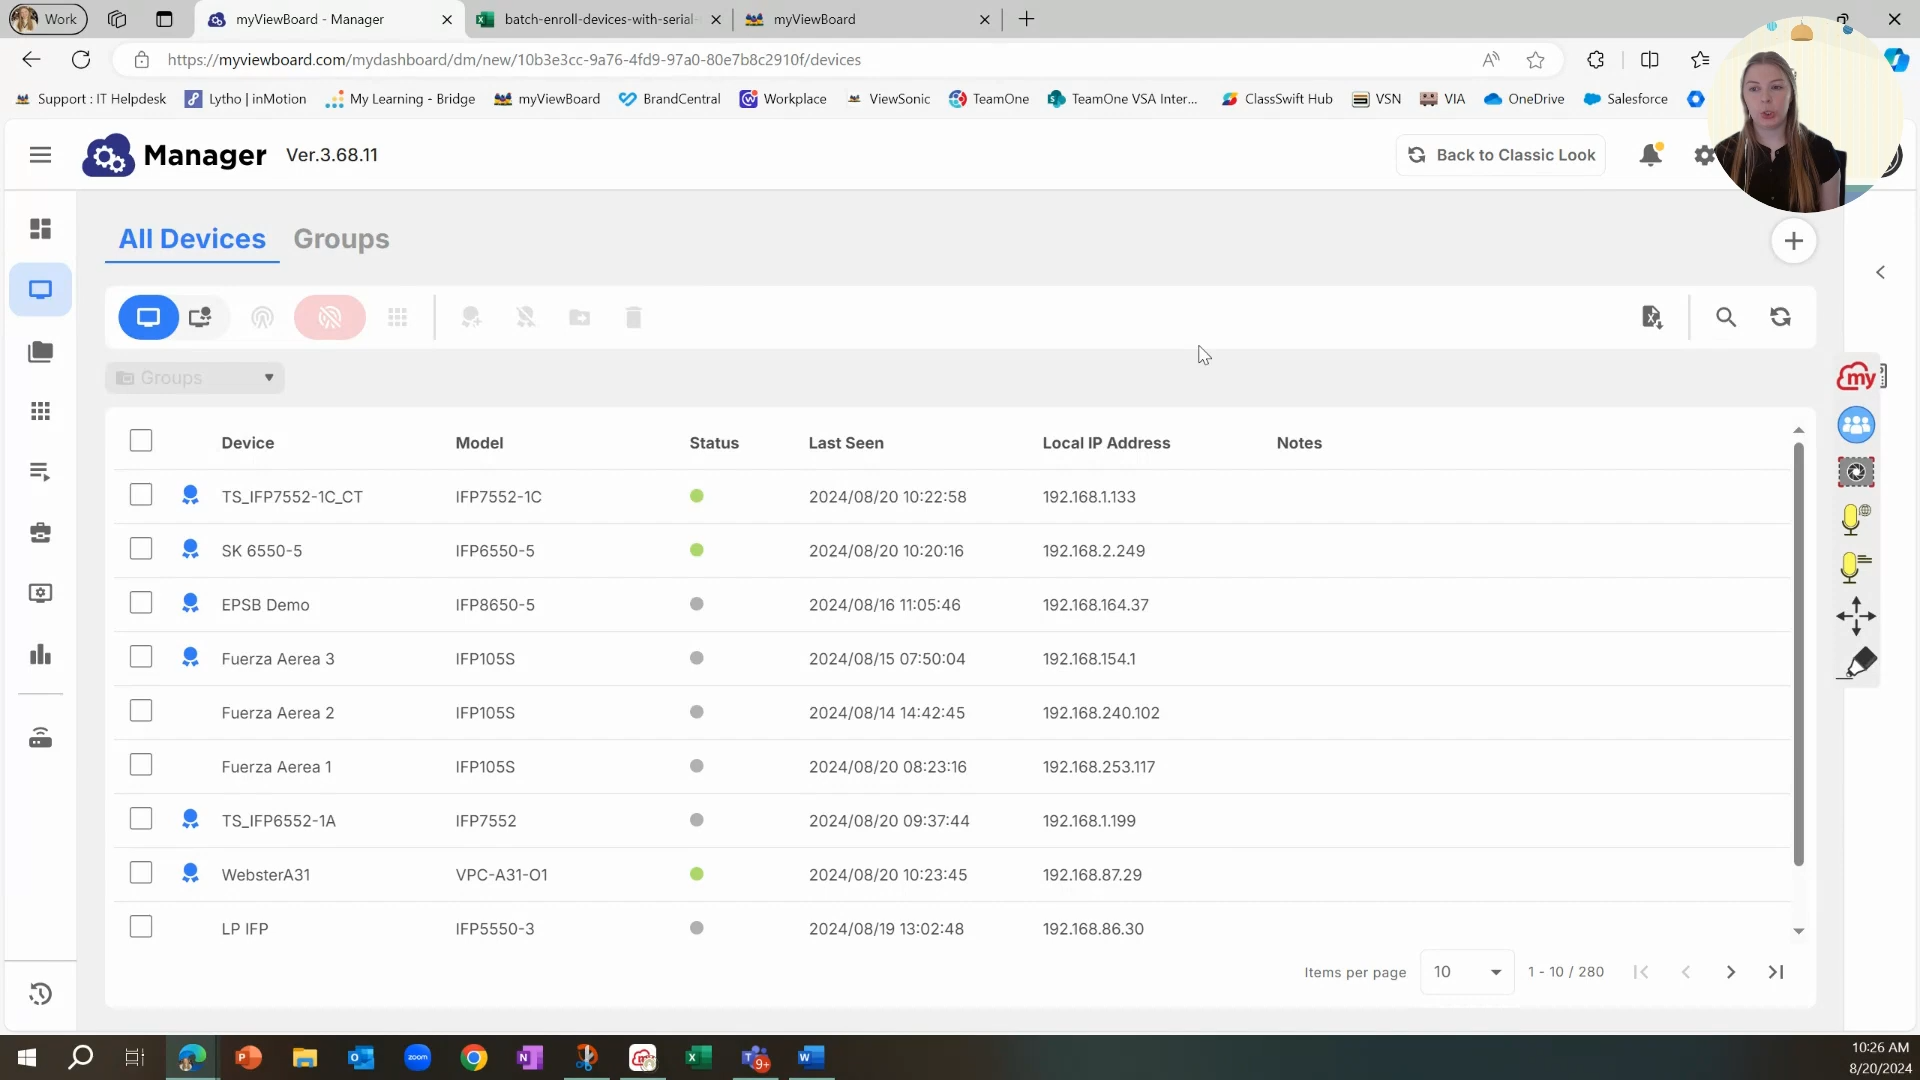 Work
myViewBoard - Manager
batch-enroll-devices-with-serial-
myViewBoard
https://myviewboard.com/mydashboard/dm/new/10b3e3cc-9a76-4fd9-97a0-80e7b8c2910f/devices
Support : IT Helpdesk
Lytho | inMotion
My Learning - Bridge
myViewBoard
BrandCentral
Workplace
ViewSonic
TeamOne
TeamOne VSA Inter...
ClassSwift Hub
VSN
VIA
OneDrive
Salesforce
Manager Ver.3.68.11
Back to Classic Look
All Devices Groups
Groups
Device Model Status Last Seen Local IP Address Notes
TS_IFP7552-1C_CT IFP7552-1C 2024/08/20 10:22:58 192.168.1.133
SK 6550-5 IFP6550-5 2024/08/20 10:20:16 192.168.2.249
EPSB Demo IFP8650-5 2024/08/16 11:05:46 192.168.164.37
Fuerza Aerea 3 IFP105S 2024/08/15 07:50:04 192.168.154.1
Fuerza Aerea 2 IFP105S 2024/08/14 14:42:45 192.168.240.102
Fuerza Aerea 1 IFP105S 2024/08/20 08:23:16 192.168.253.117
TS_IFP6552-1A IFP7552 2024/08/20 09:37:44 192.168.1.199
WebsterA31 VPC-A31-O1 2024/08/20 10:23:45 192.168.87.29
LP IFP IFP5550-3 2024/08/19 13:02:48 192.168.86.30
Items per page 10 1 - 10 / 280
my
zoom
9+
10:26 AM
8/20/2024